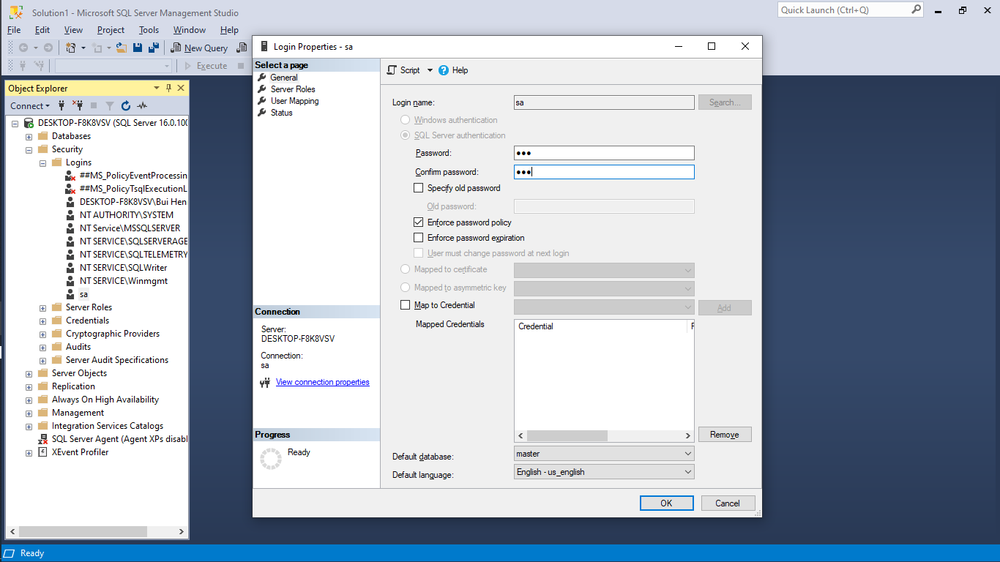 Solution1 - Microsoft SQL Server Management Studio
Quick Launch (Ctrl+Q)
File Edit View Project Tools Window Help
New Query
Execute
Object Explorer
Connect
DESKTOP-F8K8VSV (SQL Server 16.0.100
Databases
Security
Logins
##MS_PolicyEventProcessin
##MS_PolicyTsqlExecutionL
DESKTOP-F8K8VSV\Bui Hen
NT AUTHORITY\SYSTEM
NT Service\MSSQLSERVER
NT SERVICE\SQLSERVERAGE
NT SERVICE\SQLTELEMETRY
NT SERVICE\SQLWriter
NT SERVICE\Winmgmt
sa
Server Roles
Credentials
Cryptographic Providers
Audits
Server Audit Specifications
Server Objects
Replication
Always On High Availability
Management
Integration Services Catalogs
SQL Server Agent (Agent XPs disabl
XEvent Profiler
Login Properties - sa
Select a page
General
Server Roles
User Mapping
Status
Connection
Server:
DESKTOP-F8K8VSV
Connection:
sa
View connection properties
Progress
Ready
Script Help
Login name: sa Search...
Windows authentication
SQL Server authentication
Password: ●●●
Confirm password: ●●●
Specify old password
Old password:
Enforce password policy
Enforce password expiration
User must change password at next login
Mapped to certificate
Mapped to asymmetric key
Map to Credential Add
Mapped Credentials Credential
Remove
Default database: master
Default language: English - us_english
OK Cancel
Ready